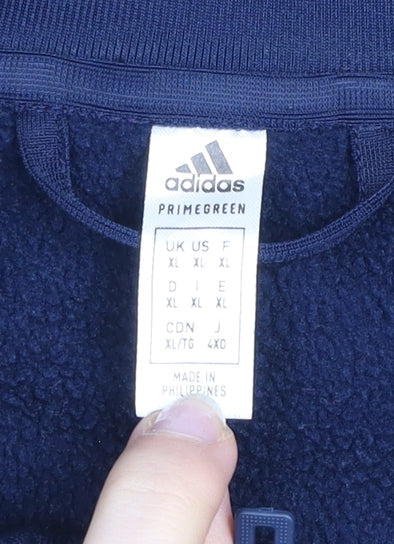 adidas
PRIMEGREEN
UK US F
XL XL XL
D I E
XL XL XL
CDN J
XL/TG 4XO
MADE IN
PHILIPPINES